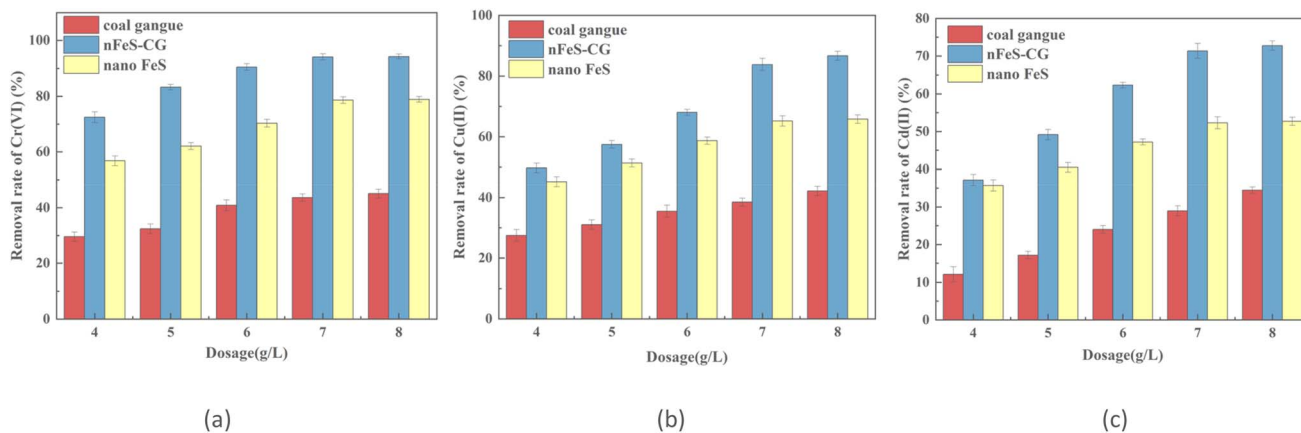 Removal rate of Cr(VI) (%)
100
80
60
40
20
0
coal gangue
nFeS-CG
nano FeS
4 5 6 7 8
Dosage(g/L)
(a)
Removal rate of Cu(II) (%)
100
80
60
40
20
0
coal gangue
nFeS-CG
nano FeS
4 5 6 7 8
Dosage(g/L)
(b)
Removal rate of Cd(II) (%)
80
70
60
50
40
30
20
10
0
coal gangue
nFeS-CG
nano FeS
4 5 6 7 8
Dosage(g/L)
(c)